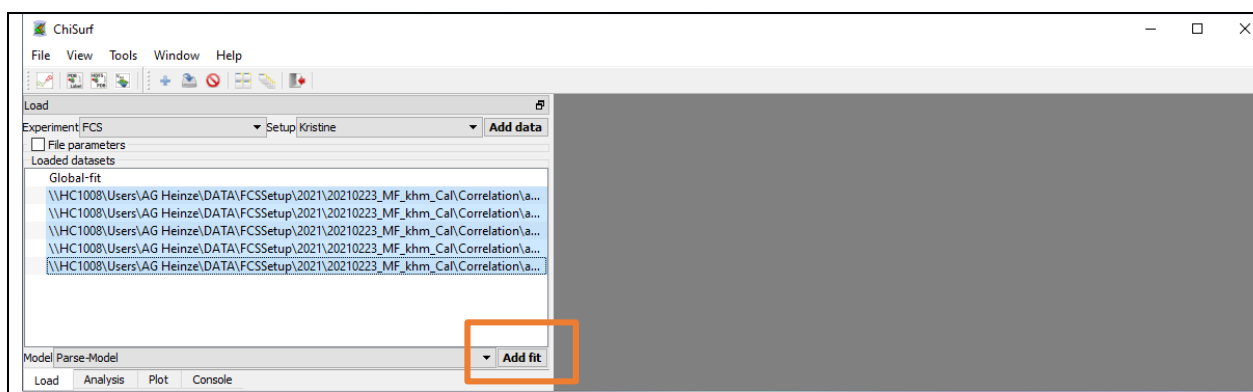 ChiSurf
File View Tools Window Help
Load
Experiment FCS Setup Kristine Add data
File parameters
Loaded datasets
Global-fit
\\HC1008\Users\AG Heinze\DATA\FCSSetup\2021\20210223_MF_khm_Cal\Correlation\a...
\\HC1008\Users\AG Heinze\DATA\FCSSetup\2021\20210223_MF_khm_Cal\Correlation\a...
\\HC1008\Users\AG Heinze\DATA\FCSSetup\2021\20210223_MF_khm_Cal\Correlation\a...
\\HC1008\Users\AG Heinze\DATA\FCSSetup\2021\20210223_MF_khm_Cal\Correlation\a...
\\HC1008\Users\AG Heinze\DATA\FCSSetup\2021\20210223_MF_khm_Cal\Correlation\a...
Model Parse-Model Add fit
Load Analysis Plot Console